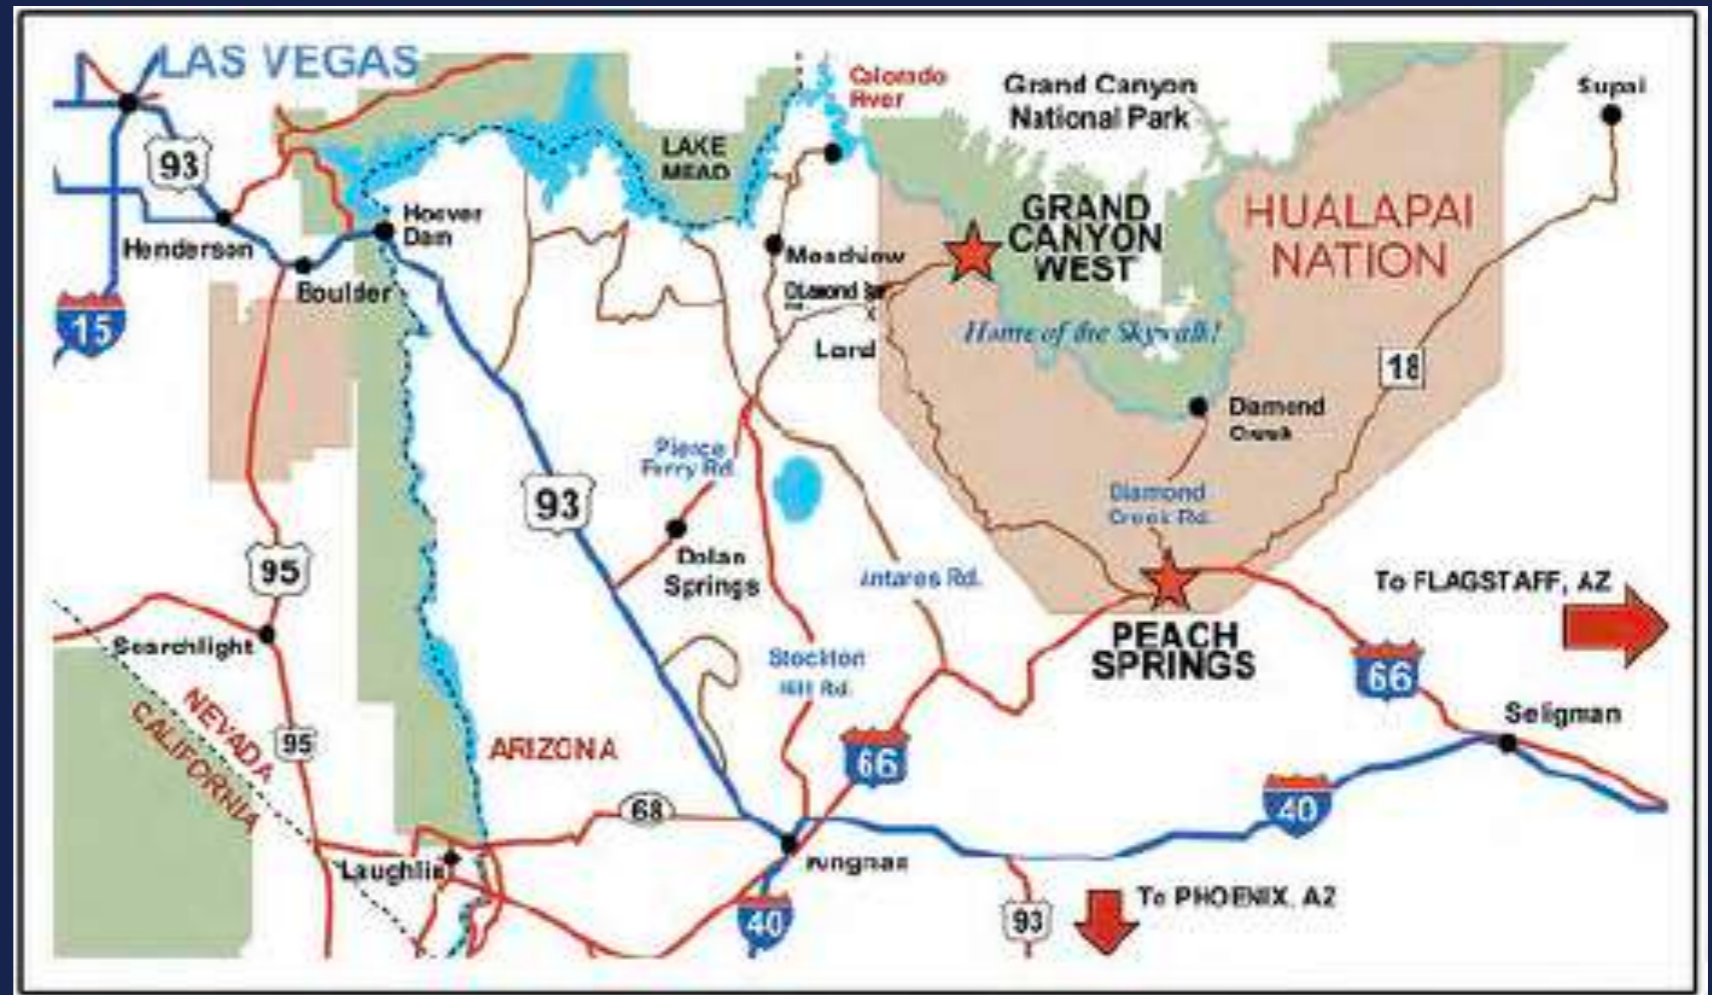 LAS VEGAS
93
Henderson
Boulder
15
Hoover
Dam
LAKE
MEAD
Colorado
River
Grand Canyon
National Park
Supai
GRAND
CANYON
WEST
HUALAPAI
NATION
Home of the Skywalk!
18
Diamond
Creek
Diamond
Creek Rd.
Pierce
Ferry Rd.
93
Dolan
Springs
Antares Rd.
95
Searchlight
To FLAGSTAFF, AZ
PEACH
SPRINGS
66
Seligman
Stockton
Hill Rd.
NEVADA
CALIFORNIA
95
ARIZONA
66
68
40
Laughlin
Kingman
40
93
To PHOENIX, AZ